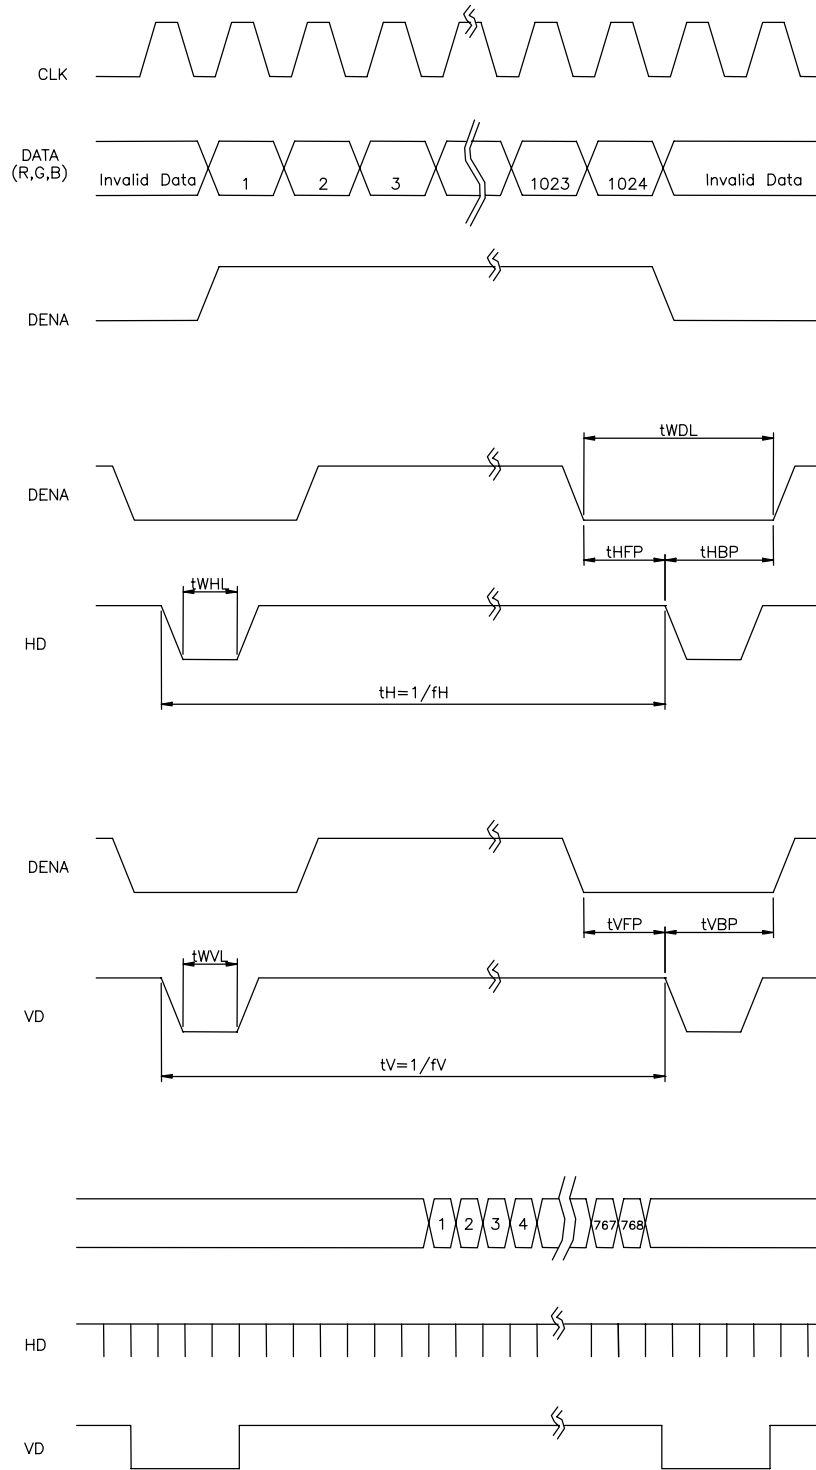 CLK
DATA
(R,G,B)
Invalid Data 1 2 3 1023 1024 Invalid Data
DENA
tWDL
DENA
tHFP tHBP
tWHL
HD
tH=1/fH
DENA
tVFP tVBP
tWVL
VD
tV=1/fV
1 2 3 4 767 768
HD
VD